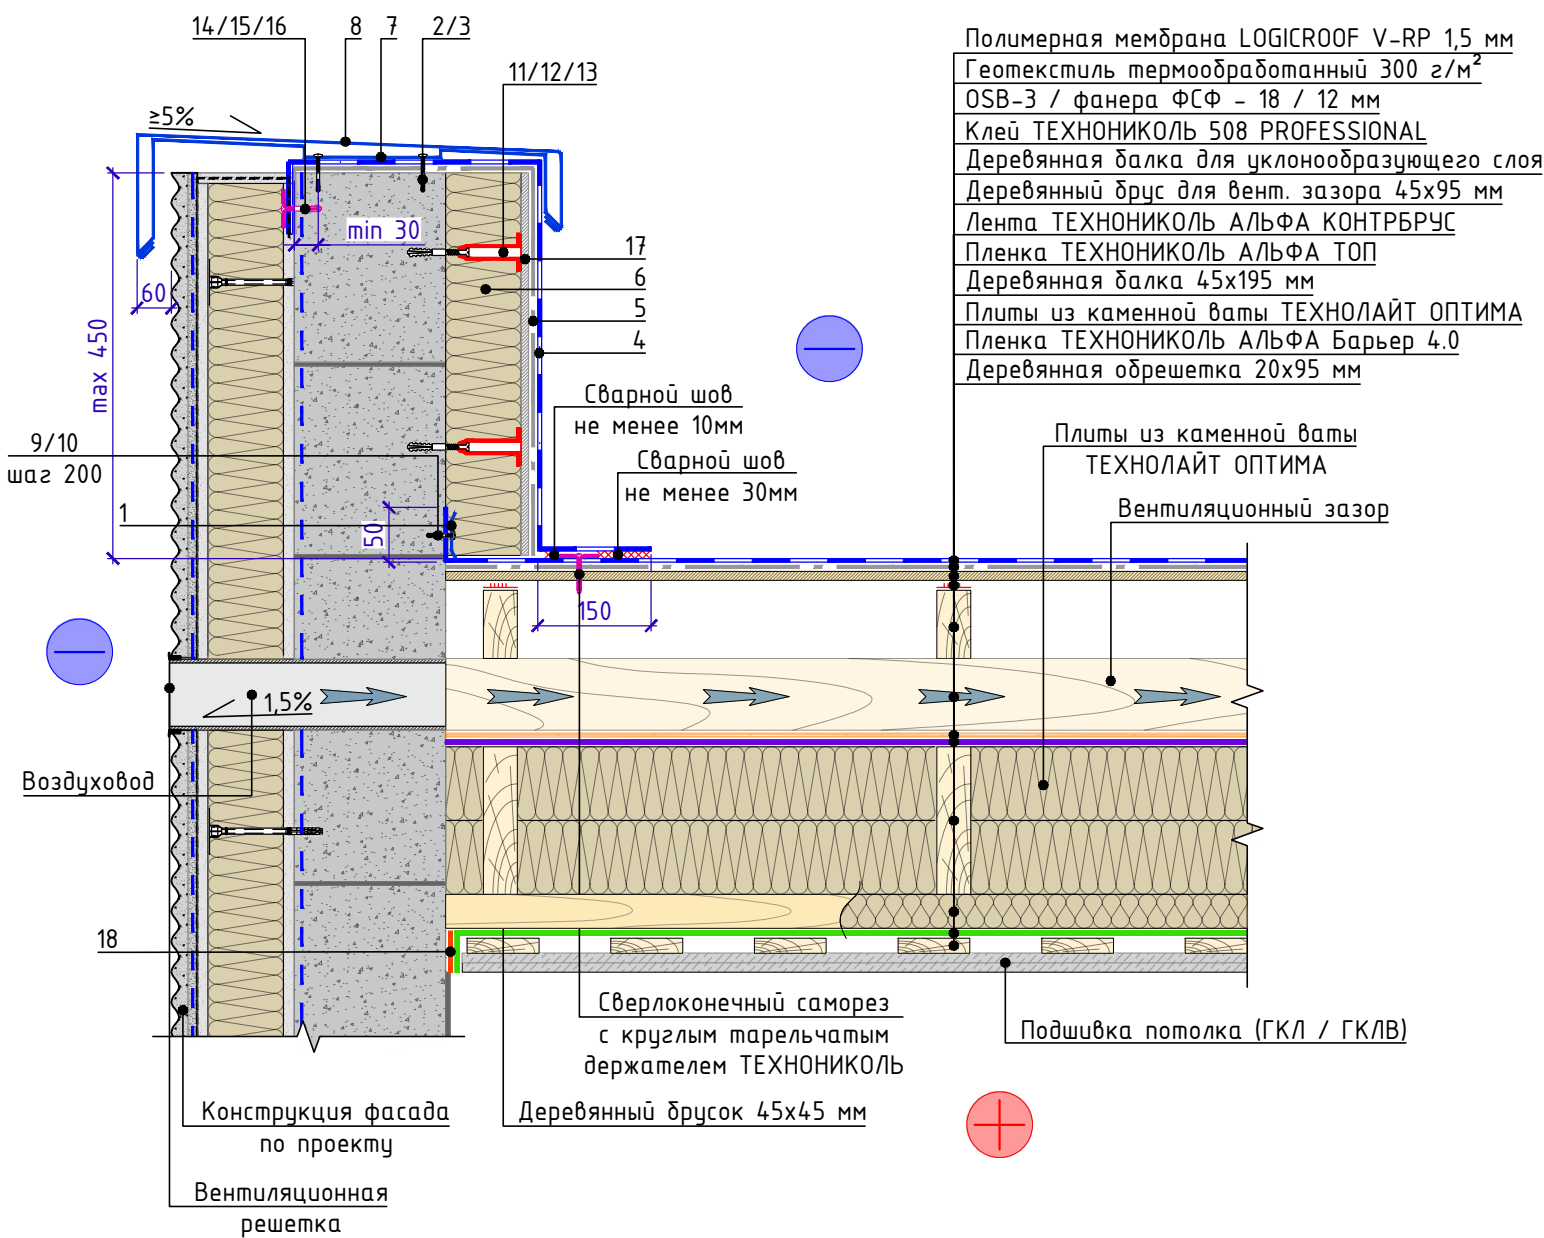 14/15/16
8
7
2/3
11/12/13
≥5%
Полимерная мембрана LOGICROOF V-RP 1,5 мм
Геотекстиль термообработанный 300 г/м²
OSB-3 / фанера ФСФ - 18 / 12 мм
Клей ТЕХНОНИКОЛЬ 508 PROFESSIONAL
Деревянная балка для уклонообразующего слоя
Деревянный брус для вент. зазора 45х95 мм
Лента ТЕХНОНИКОЛЬ АЛЬФА КОНТРБРУС
Пленка ТЕХНОНИКОЛЬ АЛЬФА ТОП
Деревянная балка 45х195 мм
Плиты из каменной ваты ТЕХНОЛАЙТ ОПТИМА
Пленка ТЕХНОНИКОЛЬ АЛЬФА Барьер 4.0
Деревянная обрешетка 20х95 мм
min 30
17
6
5
4
60
max 450
Сварной шов
не менее 10мм
Сварной шов
не менее 30мм
Плиты из каменной ваты
ТЕХНОЛАЙТ ОПТИМА
Вентиляционный зазор
9/10
шаг 200
1
50
150
1,5%
Воздуховод
18
Сверлоконечный саморез
с круглым тарельчатым
держателем ТЕХНОНИКОЛЬ
Подшивка потолка (ГКЛ / ГКЛВ)
Конструкция фасада
по проекту
Деревянный брусок 45х45 мм
Вентиляционная
решетка